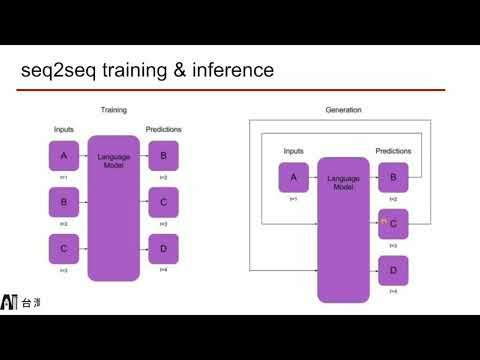 seq2seq training & inference
Training
Inputs
Predictions
Language
Model
A
t=1
B
t=2
B
t=2
C
t=3
C
t=3
D
t=4
Generation
Inputs
Predictions
Language
Model
A
t=1
B
t=2
C
t=3
D
t=4
AI 台